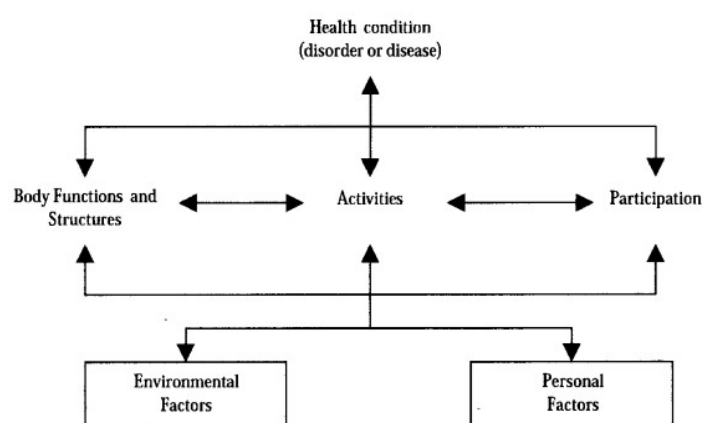 Health condition
(disorder or disease)
Body Functions and
Structures
Activities
Participation
Environmental
Factors
Personal
Factors